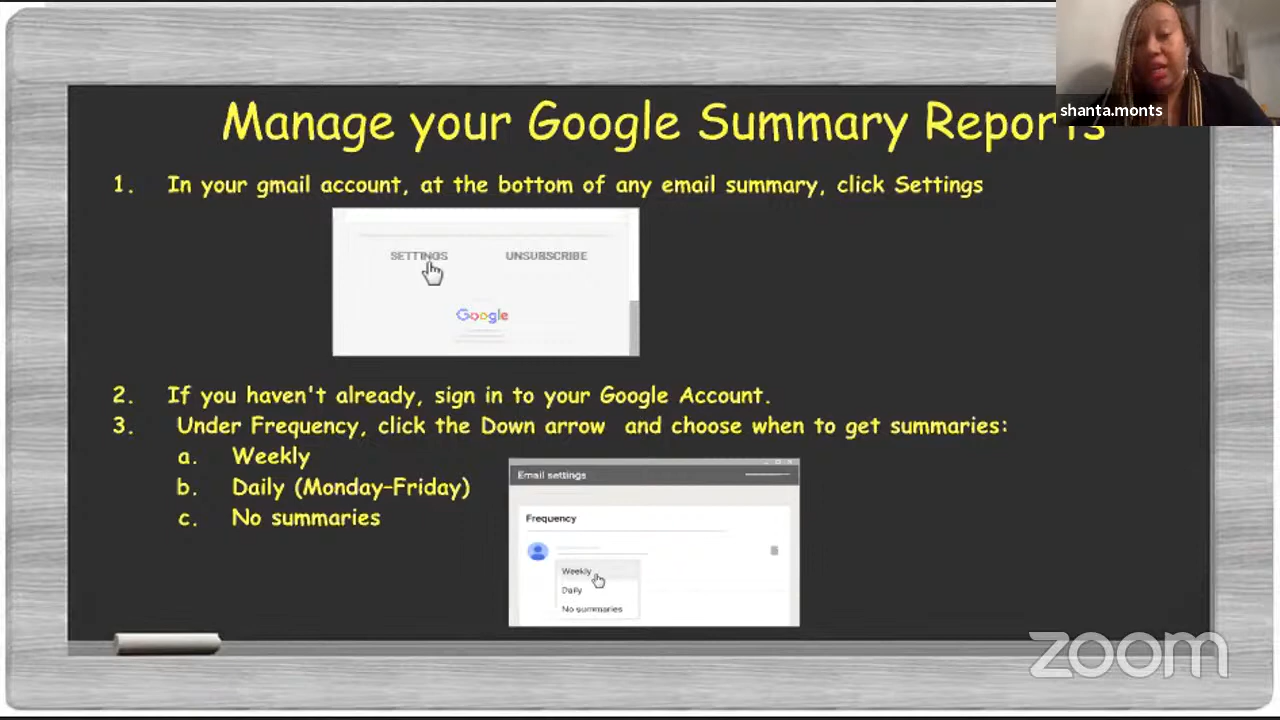 Manage your Google Summary Reports
shanta.monts
1. In your gmail account, at the bottom of any email summary, click Settings
SETTINGS UNSUBSCRIBE
Google
2. If you haven't already, sign in to your Google Account.
3. Under Frequency, click the Down arrow and choose when to get summaries:
a. Weekly
b. Daily (Monday–Friday)
c. No summaries
Email settings
Frequency
Weekly
Daily
No summaries
zoom